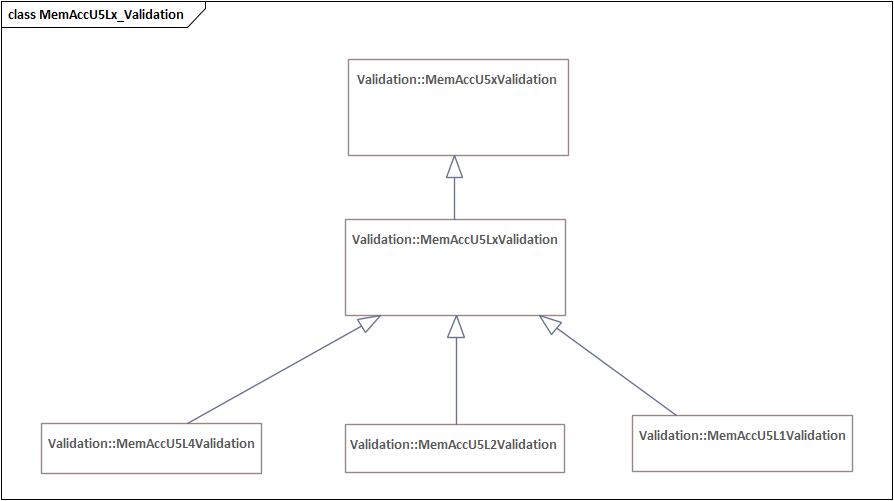 class MemAccU5Lx_Validation
Validation::MemAccU5xValidation
Validation::MemAccU5LxValidation
Validation::MemAccU5L4Validation
Validation::MemAccU5L2Validation
Validation::MemAccU5L1Validation